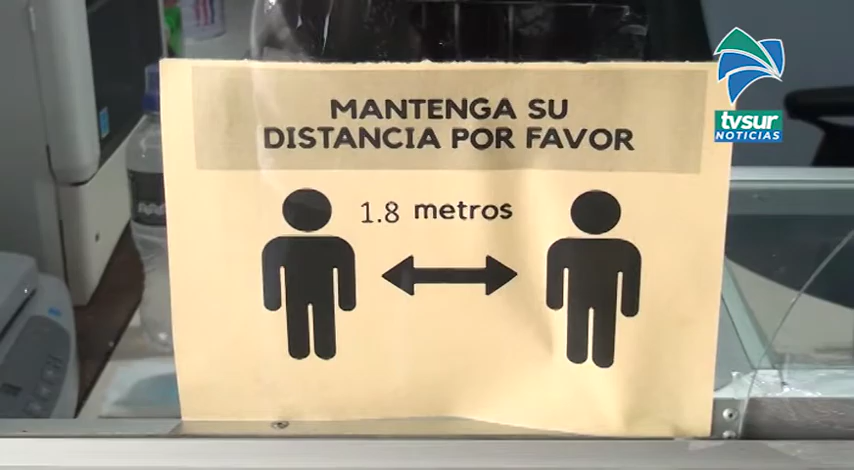 MANTENGA SU
DISTANCIA POR FAVOR
1.8 metros
tvsur
NOTICIAS